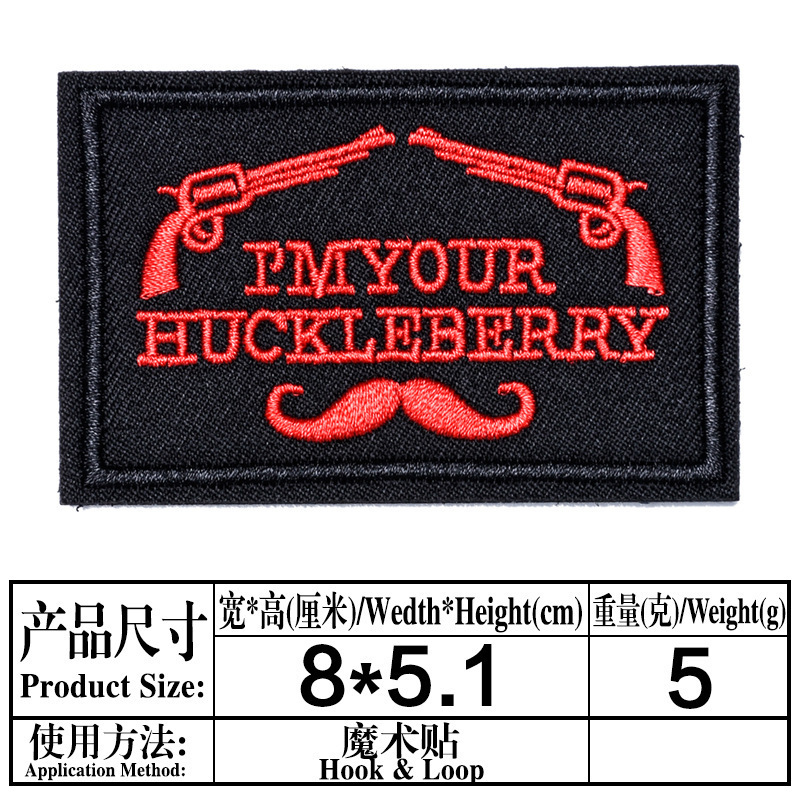 I'M YOUR
HUCKLEBERRY
产品尺寸
Product Size:
宽*高(厘米)/Wedth*Height(cm)
重量(克)/Weight(g)
8*5.1
5
使用方法:
Application Method:
魔术贴
Hook & Loop